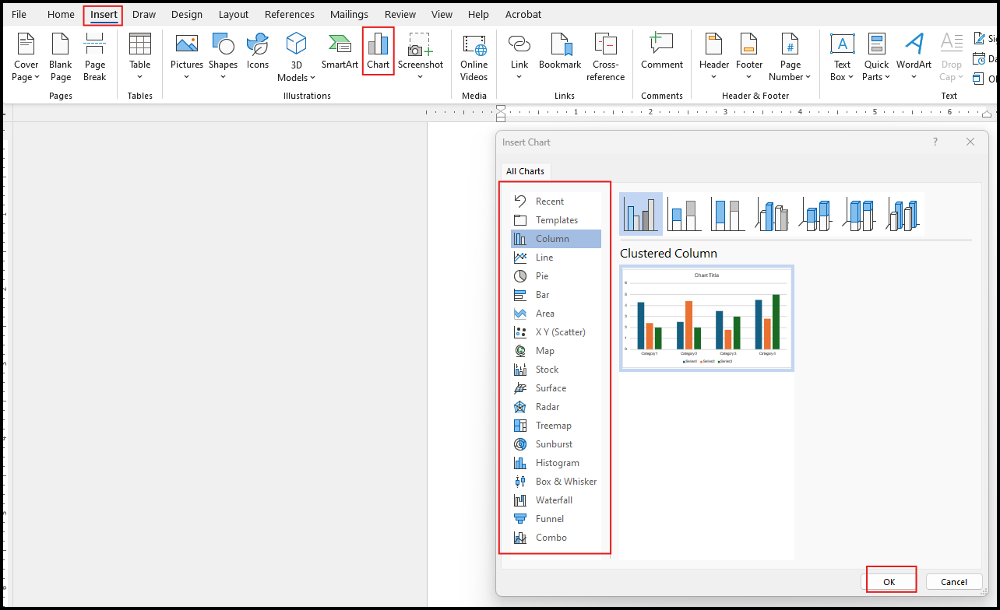 File Home Insert Draw Design Layout References Mailings Review View Help Acrobat
Cover Page
Blank Page
Page Break
Pages
Table
Tables
Pictures
Shapes
Icons
3D Models
SmartArt
Chart
Screenshot
Illustrations
Online Videos
Media
Link
Bookmark
Cross-reference
Links
Comment
Comments
Header
Footer
Page Number
Header & Footer
Text Box
Quick Parts
WordArt
Drop Cap
Text
1 2 3 4 5 6
Insert Chart ?
All Charts
Recent
Templates
Column
Line
Pie
Bar
Area
X Y (Scatter)
Map
Stock
Surface
Radar
Treemap
Sunburst
Histogram
Box & Whisker
Waterfall
Funnel
Combo
Clustered Column
Chart Title
6
5
4
3
2
1
0
Category 1 Category 2 Category 3 Category 4
Series1 Series2 Series3
OK Cancel